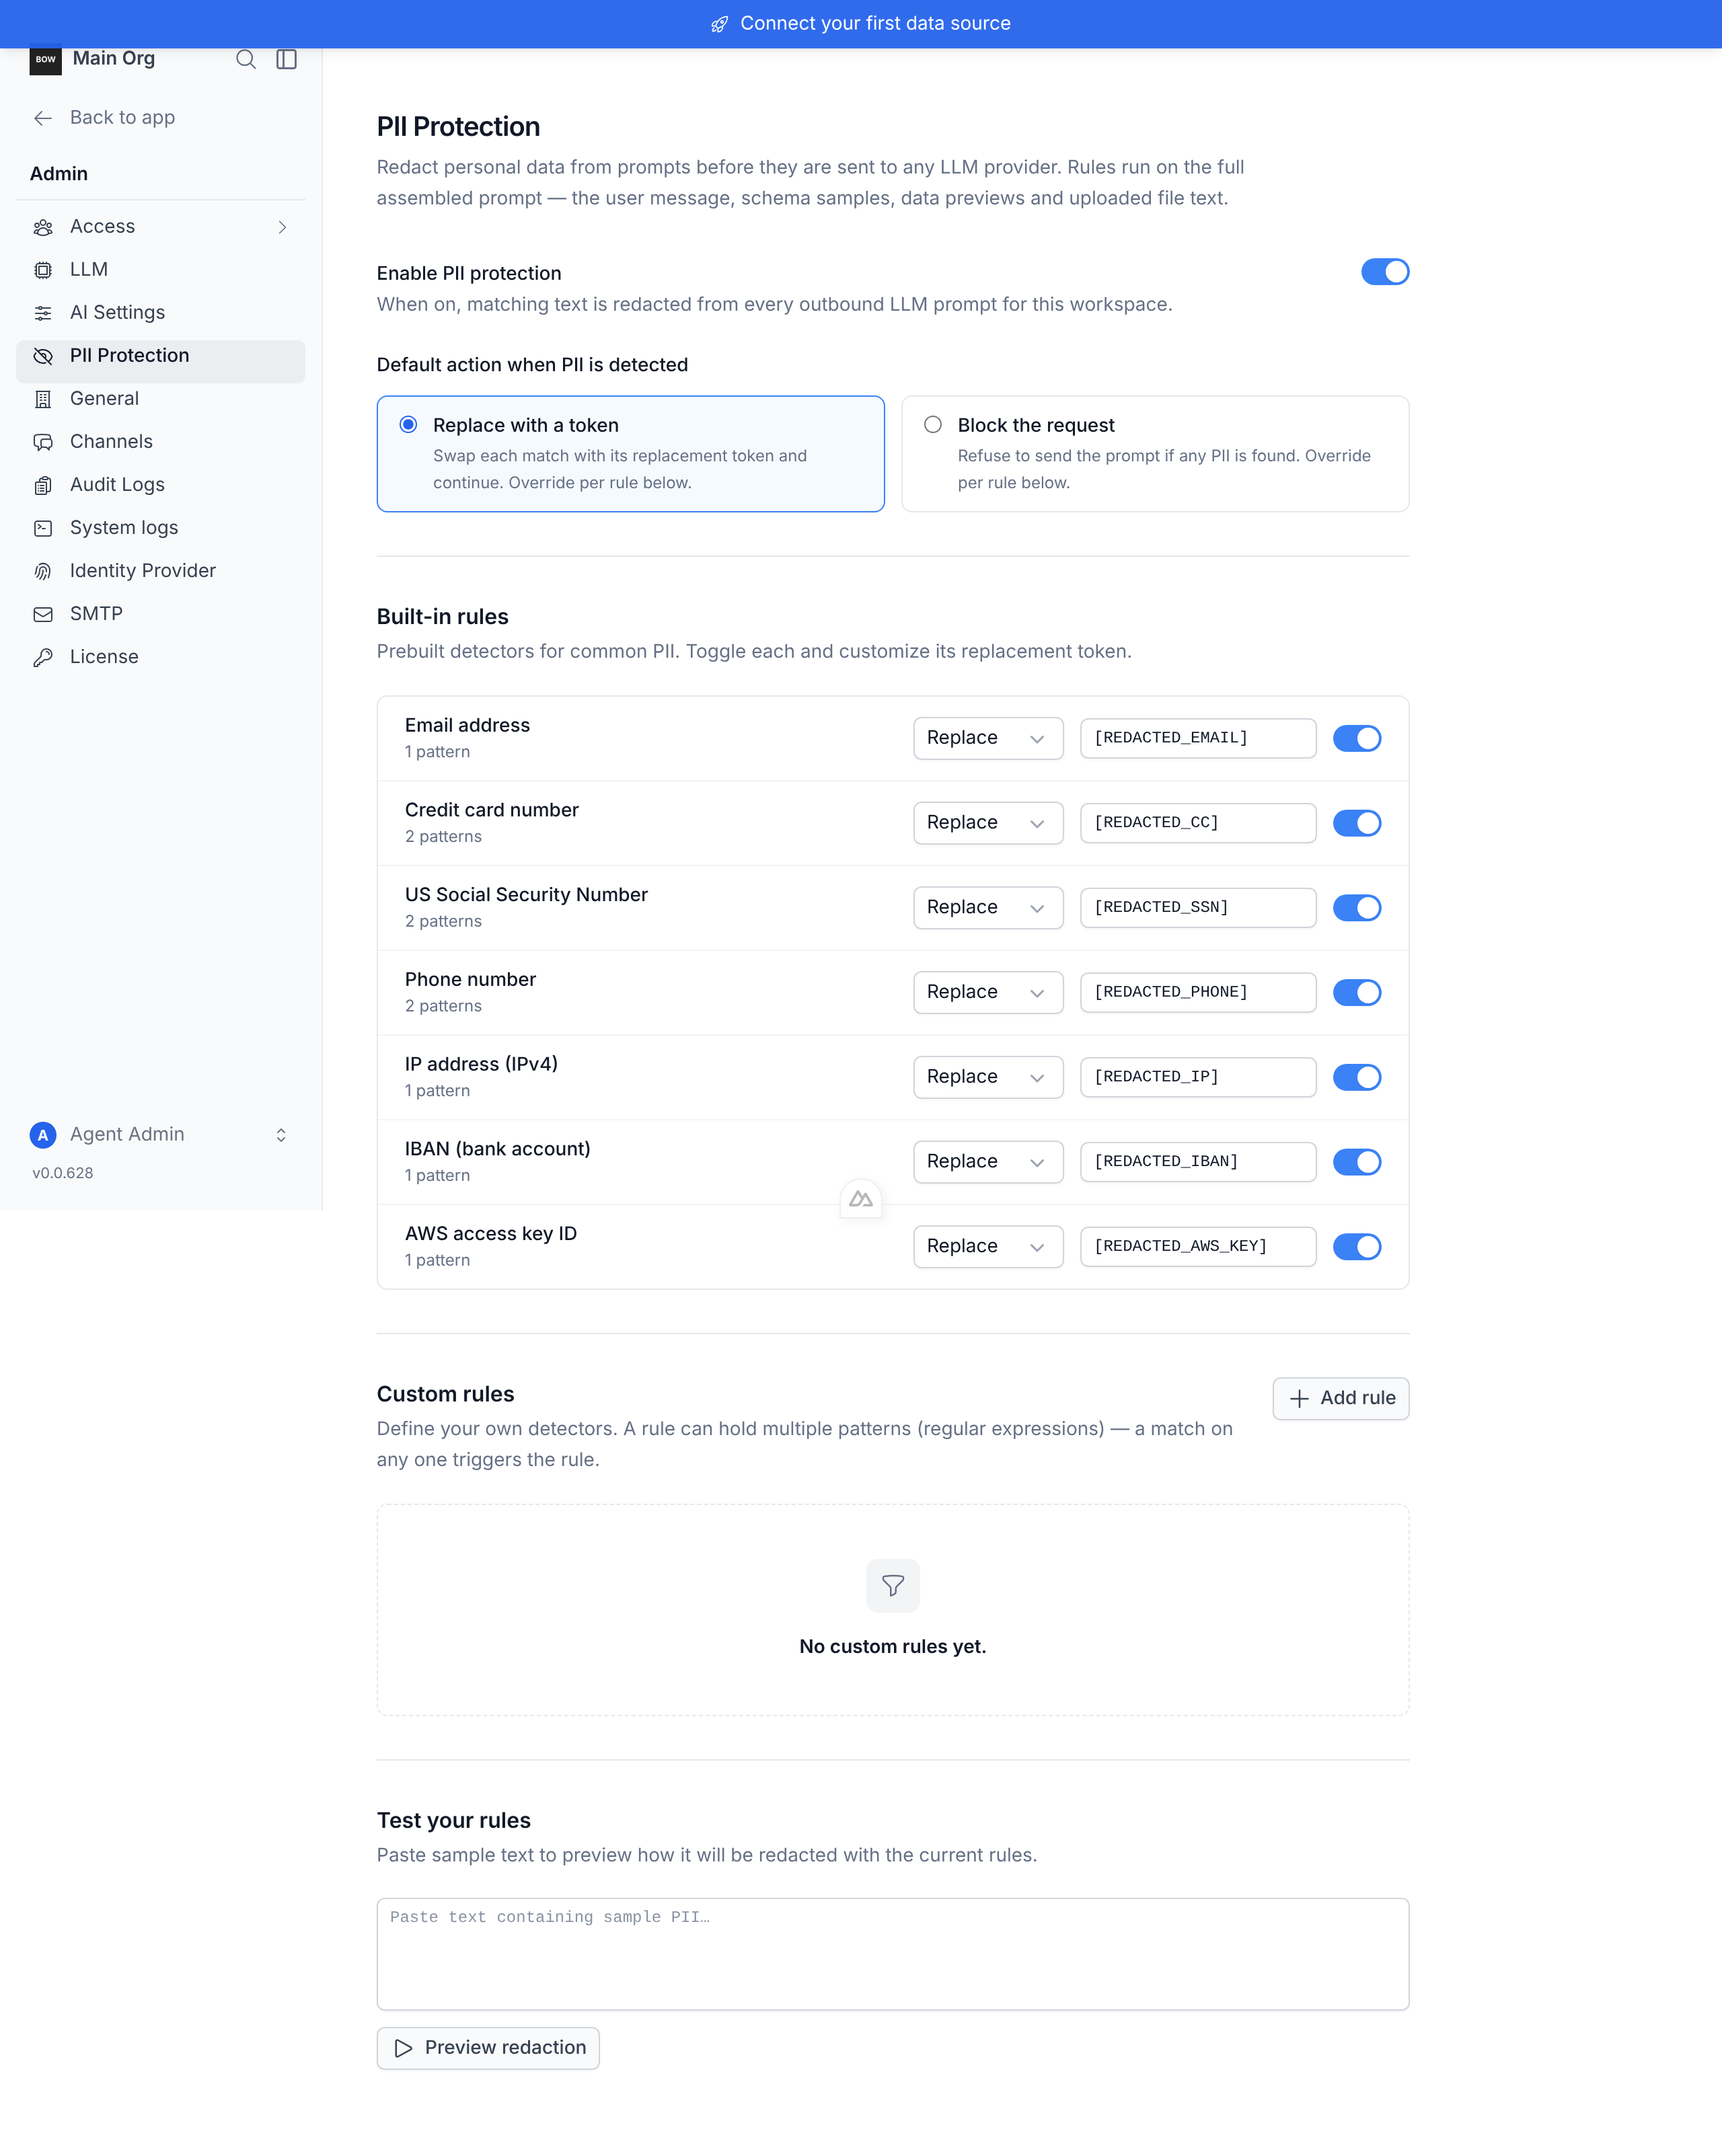 Connect your first data source
BOW
Main Org
Back to app
Admin
Access
LLM
AI Settings
PII Protection
General
Channels
Audit Logs
System logs
Identity Provider
SMTP
License
A
Agent Admin
v0.0.628
PII Protection
Redact personal data from prompts before they are sent to any LLM provider. Rules run on the full
assembled prompt — the user message, schema samples, data previews and uploaded file text.
Enable PII protection
When on, matching text is redacted from every outbound LLM prompt for this workspace.
Default action when PII is detected
Replace with a token
Swap each match with its replacement token and
continue. Override per rule below.
Block the request
Refuse to send the prompt if any PII is found. Override
per rule below.
Built-in rules
Prebuilt detectors for common PII. Toggle each and customize its replacement token.
Email address
1 pattern
Replace
[REDACTED_EMAIL]
Credit card number
2 patterns
Replace
[REDACTED_CC]
US Social Security Number
2 patterns
Replace
[REDACTED_SSN]
Phone number
2 patterns
Replace
[REDACTED_PHONE]
IP address (IPv4)
1 pattern
Replace
[REDACTED_IP]
IBAN (bank account)
1 pattern
Replace
[REDACTED_IBAN]
AWS access key ID
1 pattern
Replace
[REDACTED_AWS_KEY]
Custom rules
Add rule
Define your own detectors. A rule can hold multiple patterns (regular expressions) — a match on
any one triggers the rule.
No custom rules yet.
Test your rules
Paste sample text to preview how it will be redacted with the current rules.
Paste text containing sample PII…
Preview redaction